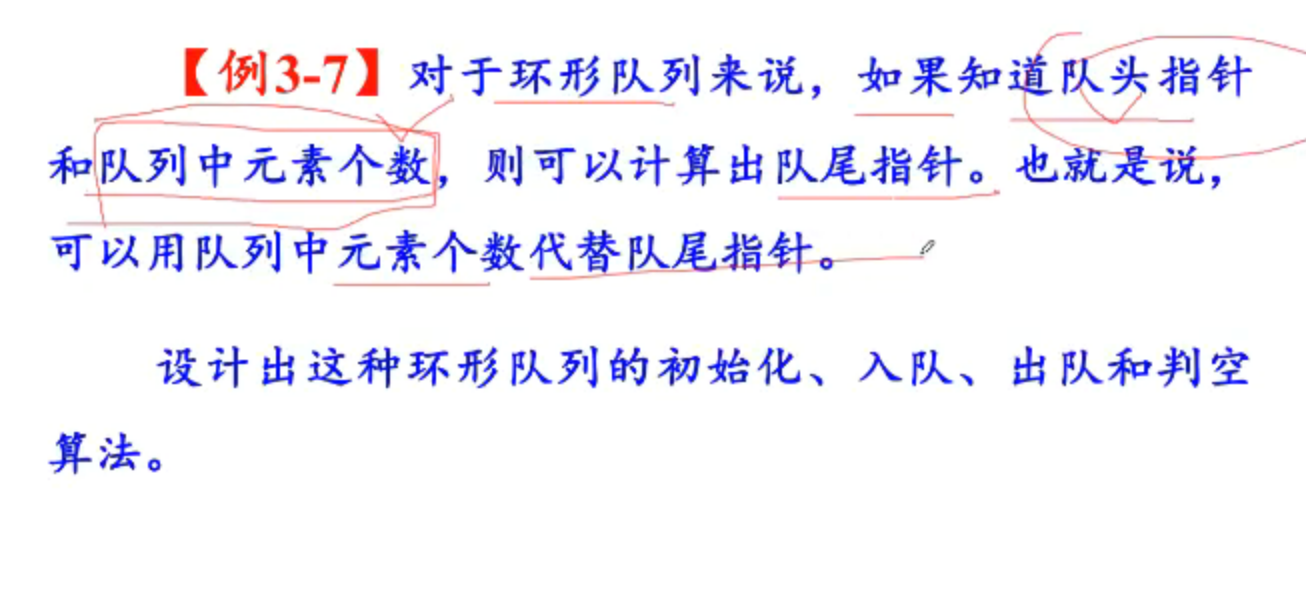 【例3-7】对于环形队列来说，如果知道队头指针
和队列中元素个数，则可以计算出队尾指针。也就是说，
可以用队列中元素个数代替队尾指针。
设计出这种环形队列的初始化、入队、出队和判空
算法。